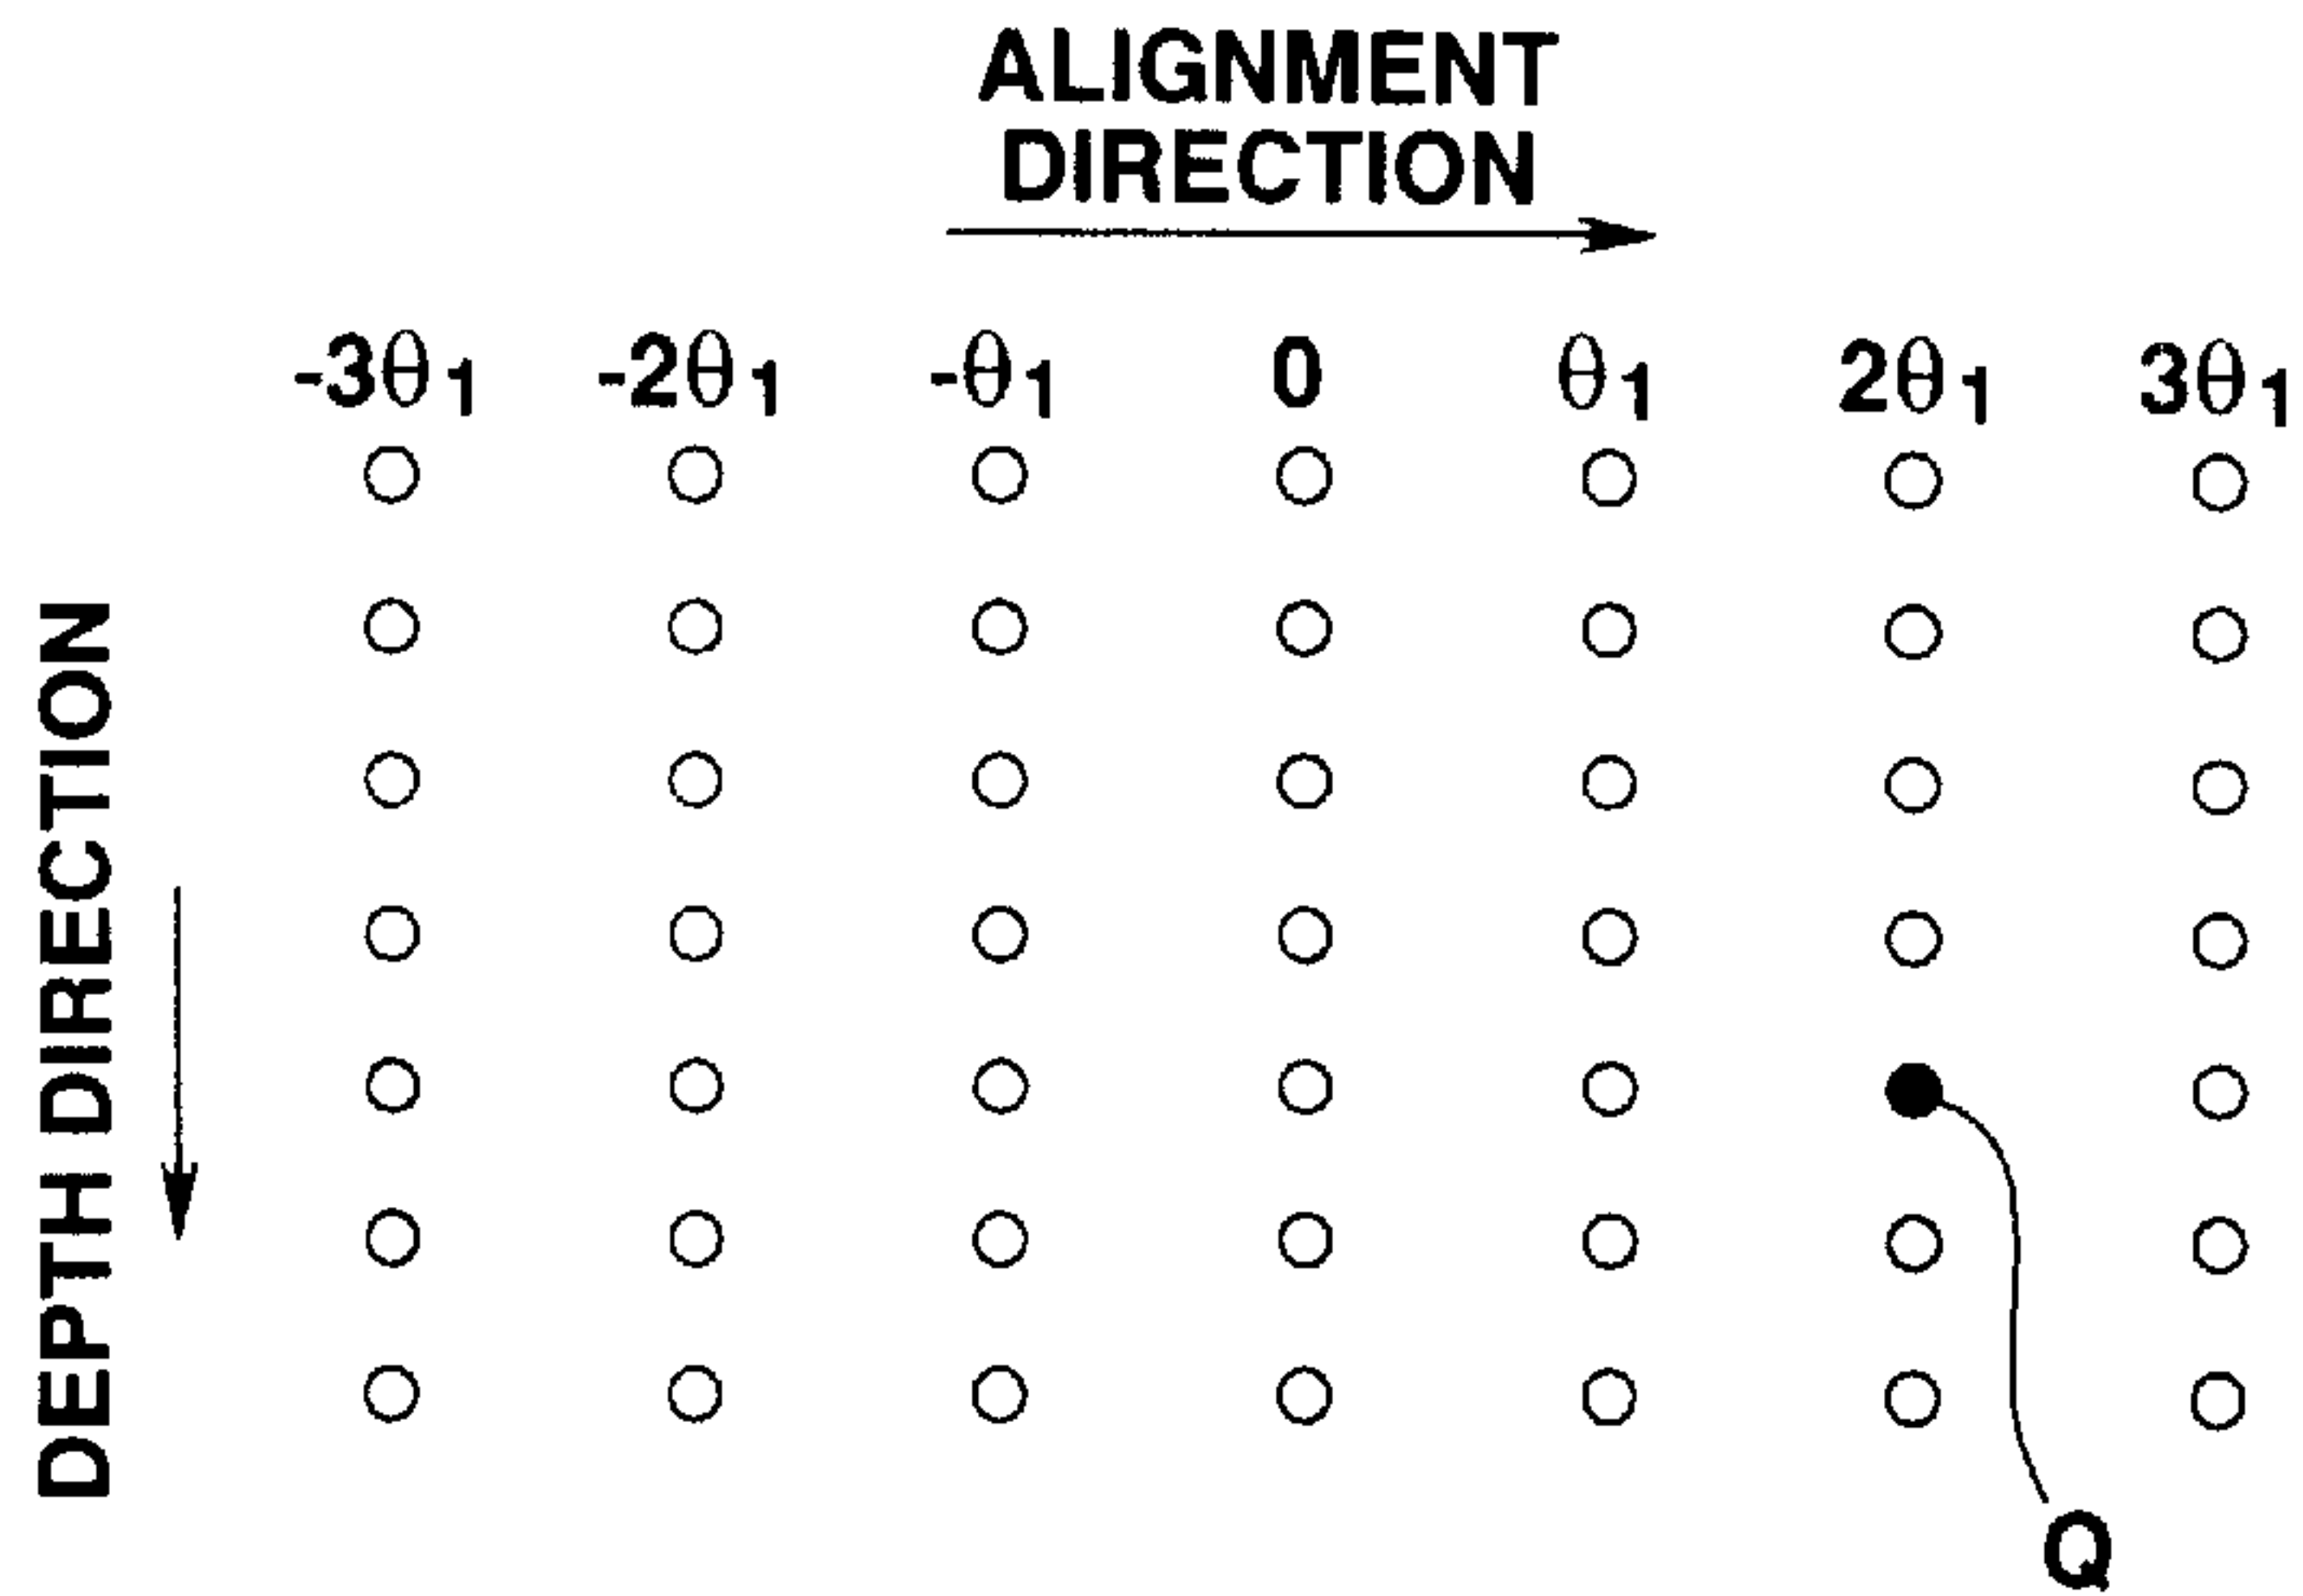 ALIGNMENT
DIRECTION
-3θ1 -2θ1 -θ1 0 θ1 2θ1 3θ1
DEPTH DIRECTION
Q